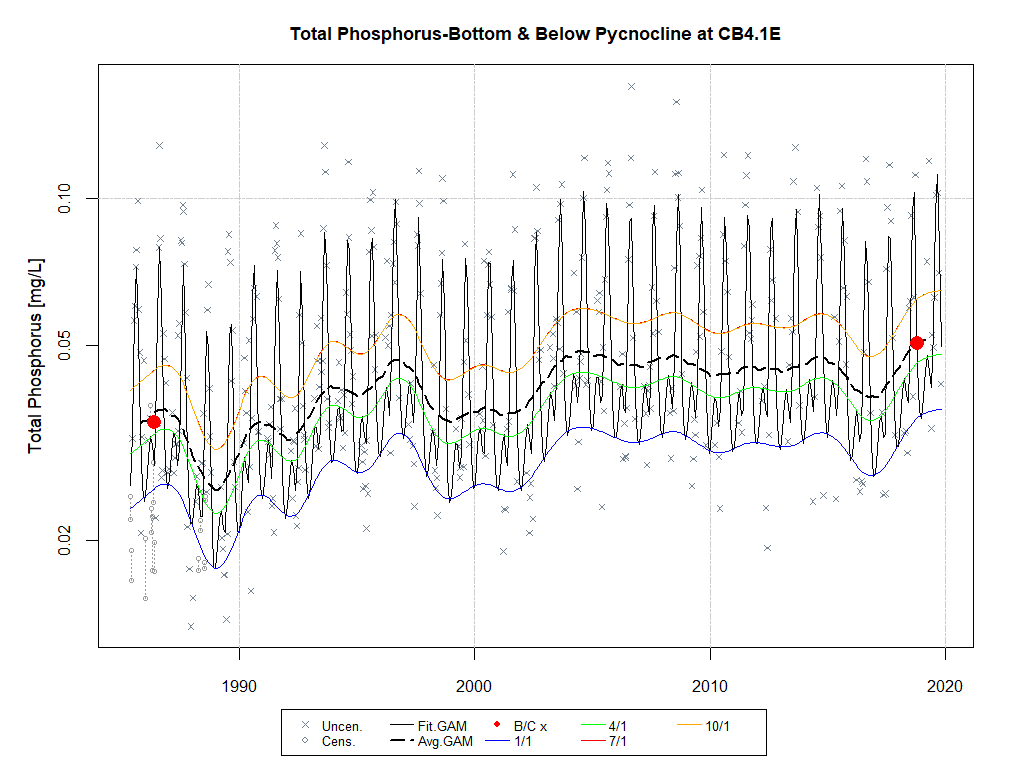 Total Phosphorus-Bottom & Below Pycnocline at CB4.1E
Total Phosphorus [mg/L]
0.10
0.05
0.02
1990 2000 2010 2020
Uncen. Fit.GAM B/C x 4/1 10/1
Cens. Avg.GAM 1/1 7/1